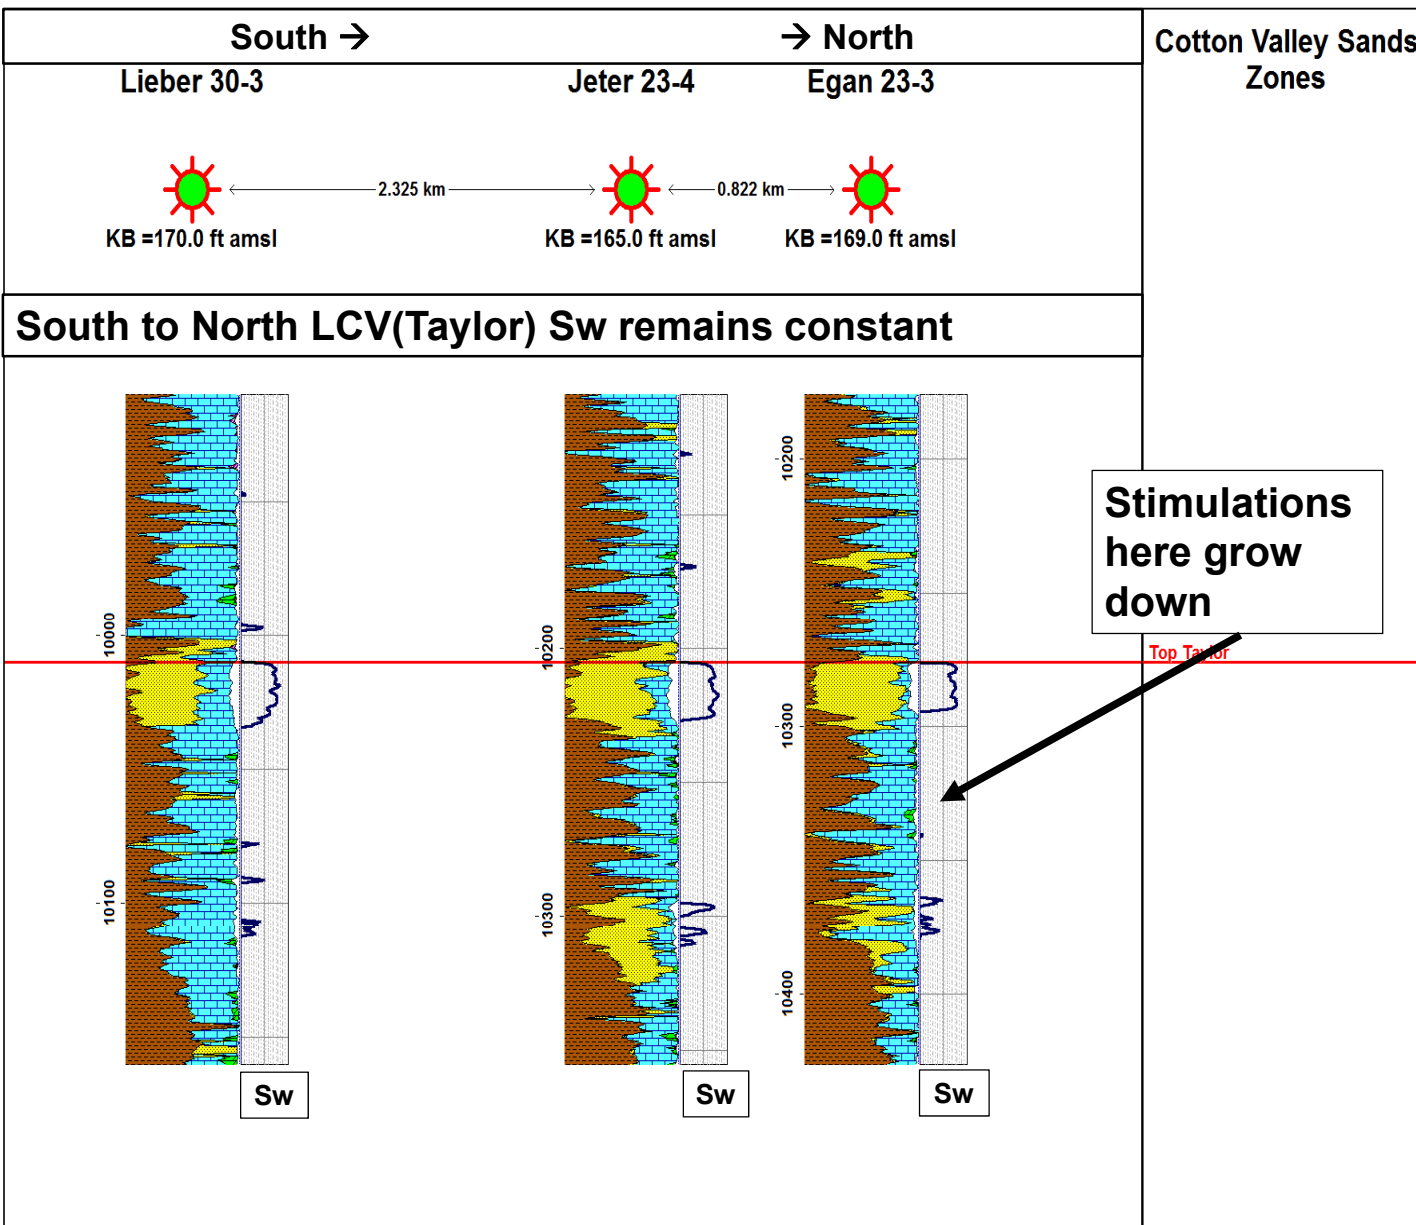 South → → North
Cotton Valley Sands
Zones
Lieber 30-3 Jeter 23-4 Egan 23-3
2.325 km 0.822 km
KB =170.0 ft amsl KB =165.0 ft amsl KB =169.0 ft amsl
South to North LCV(Taylor) Sw remains constant
Stimulations
here grow
down
Top Taylor
10000
10100
10200
10300
10200
10300
10400
Sw Sw Sw